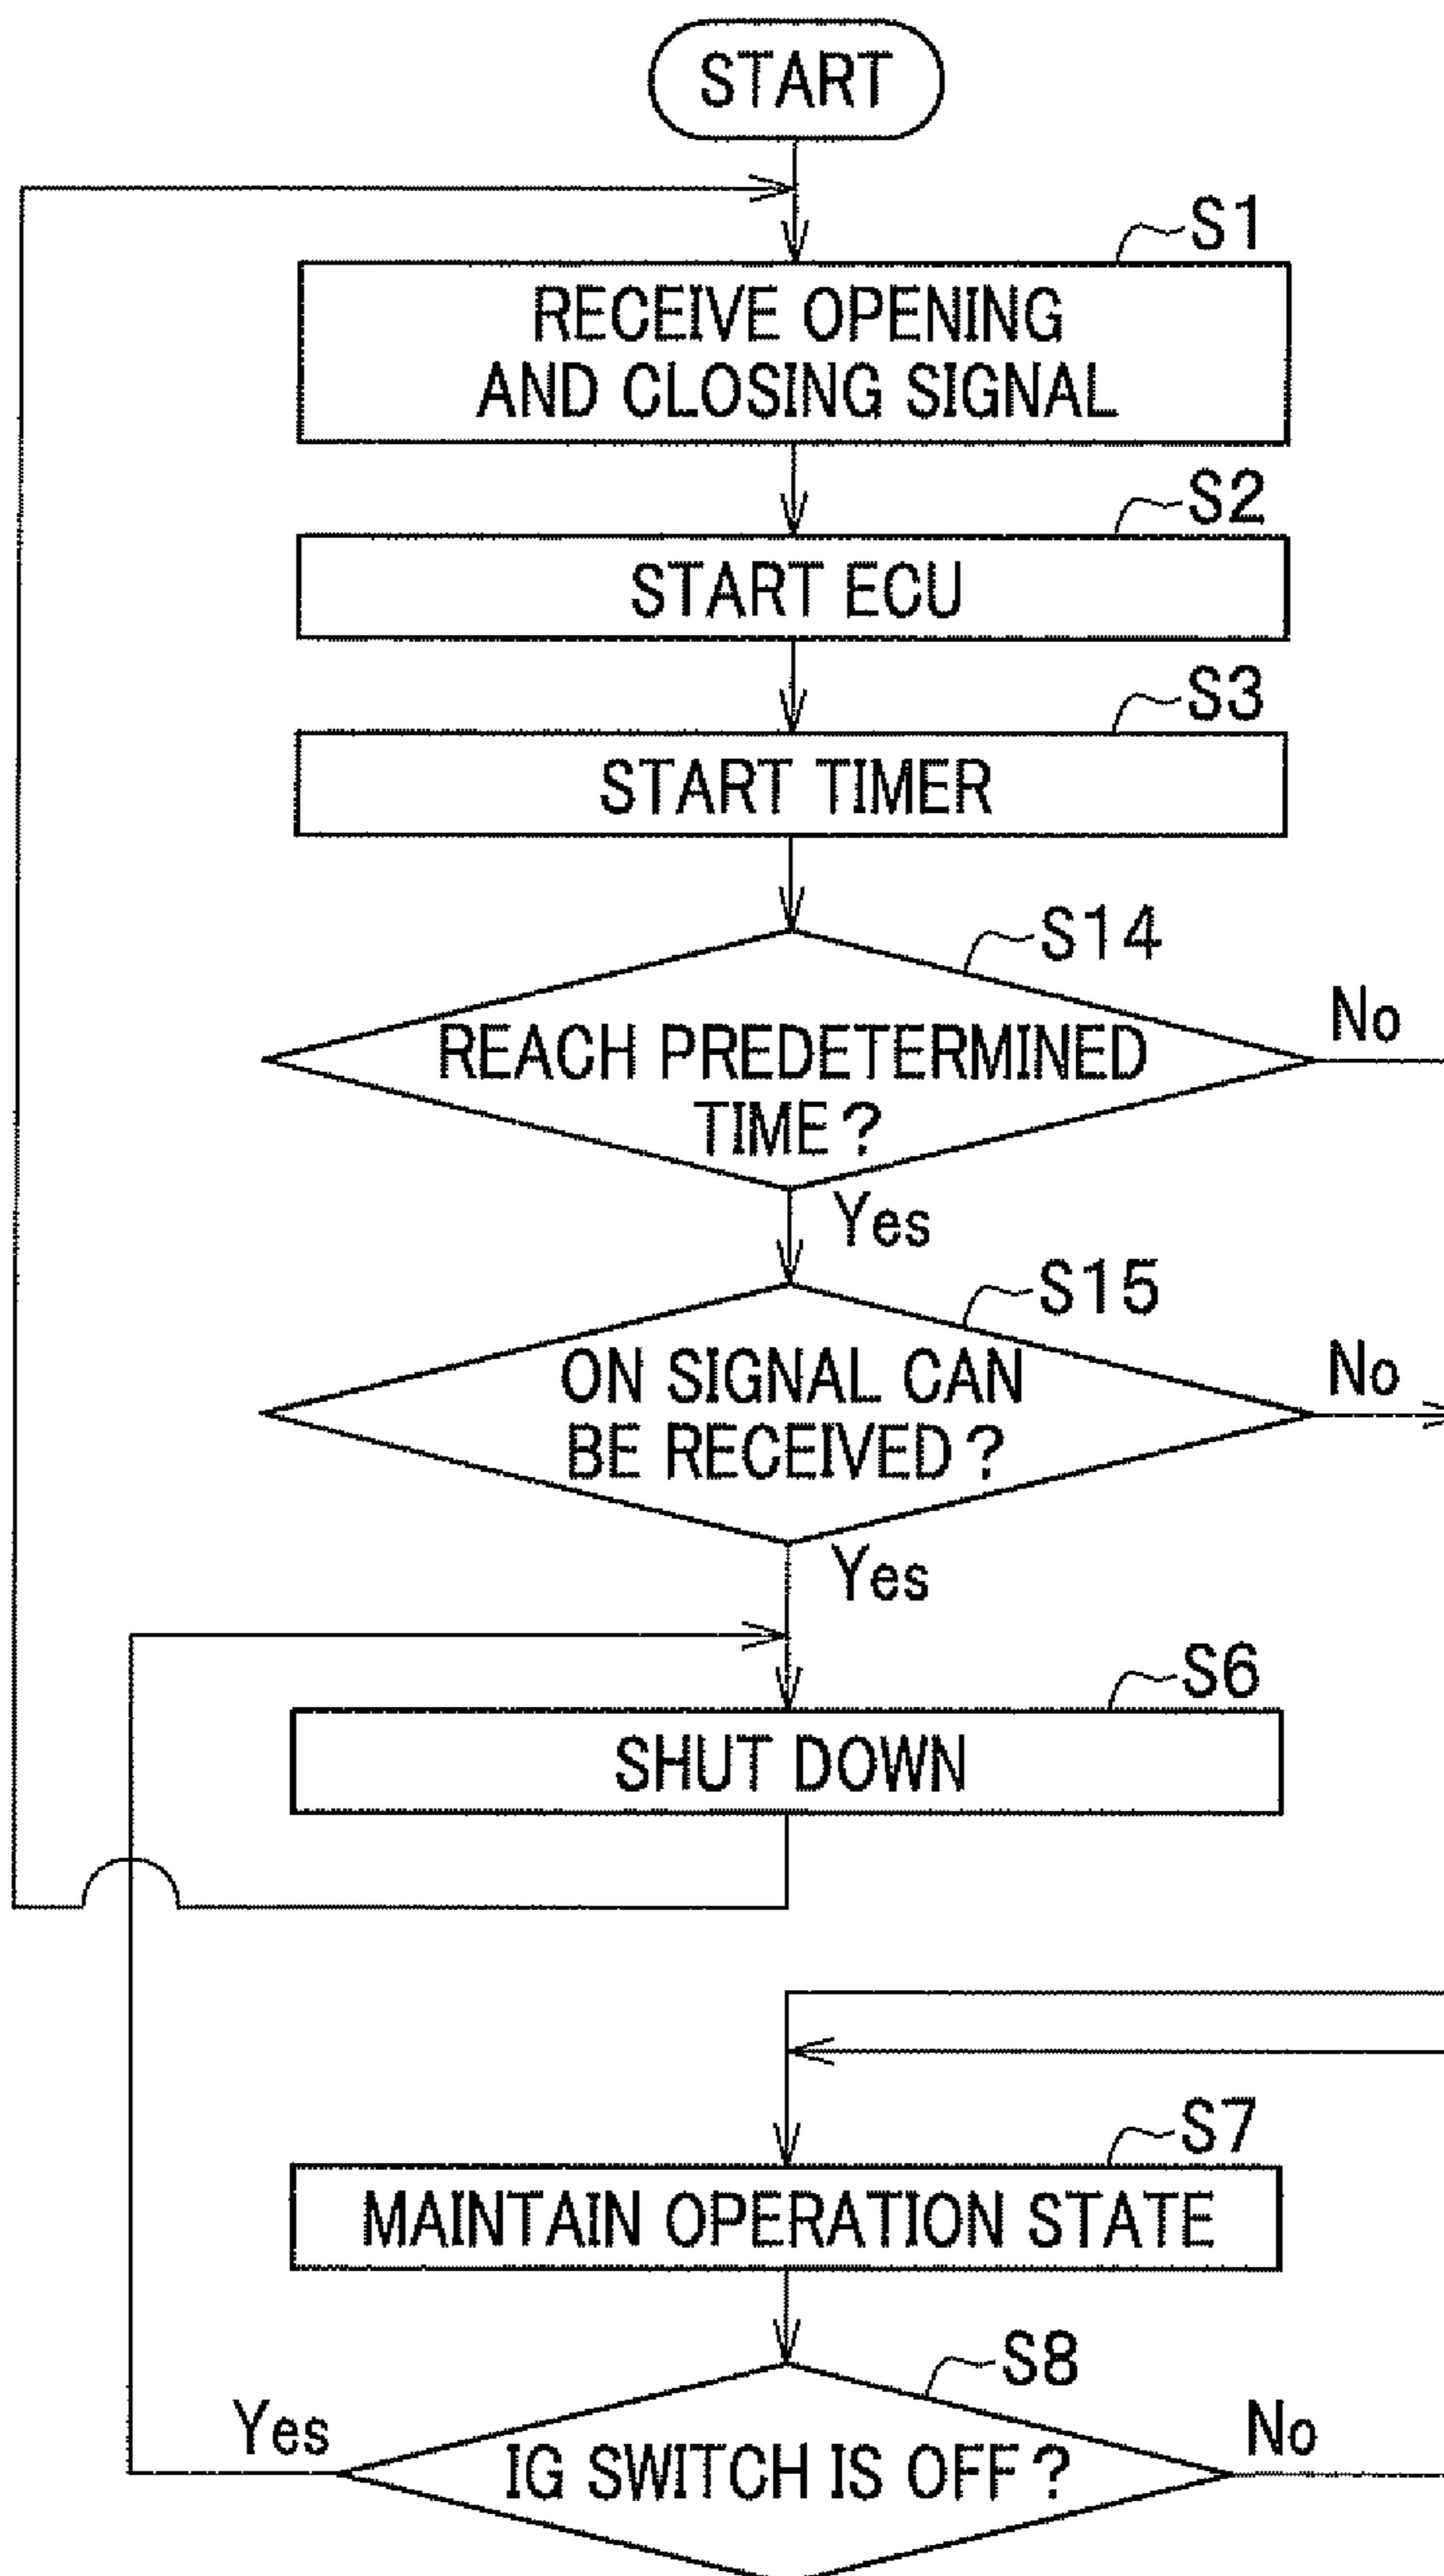 START
S1
RECEIVE OPENING
AND CLOSING SIGNAL
S2
START ECU
S3
START TIMER
S14
REACH PREDETERMINED
TIME?
No
Yes
S15
ON SIGNAL CAN
BE RECEIVED?
No
Yes
S6
SHUT DOWN
S7
MAINTAIN OPERATION STATE
S8
IG SWITCH IS OFF?
Yes
No